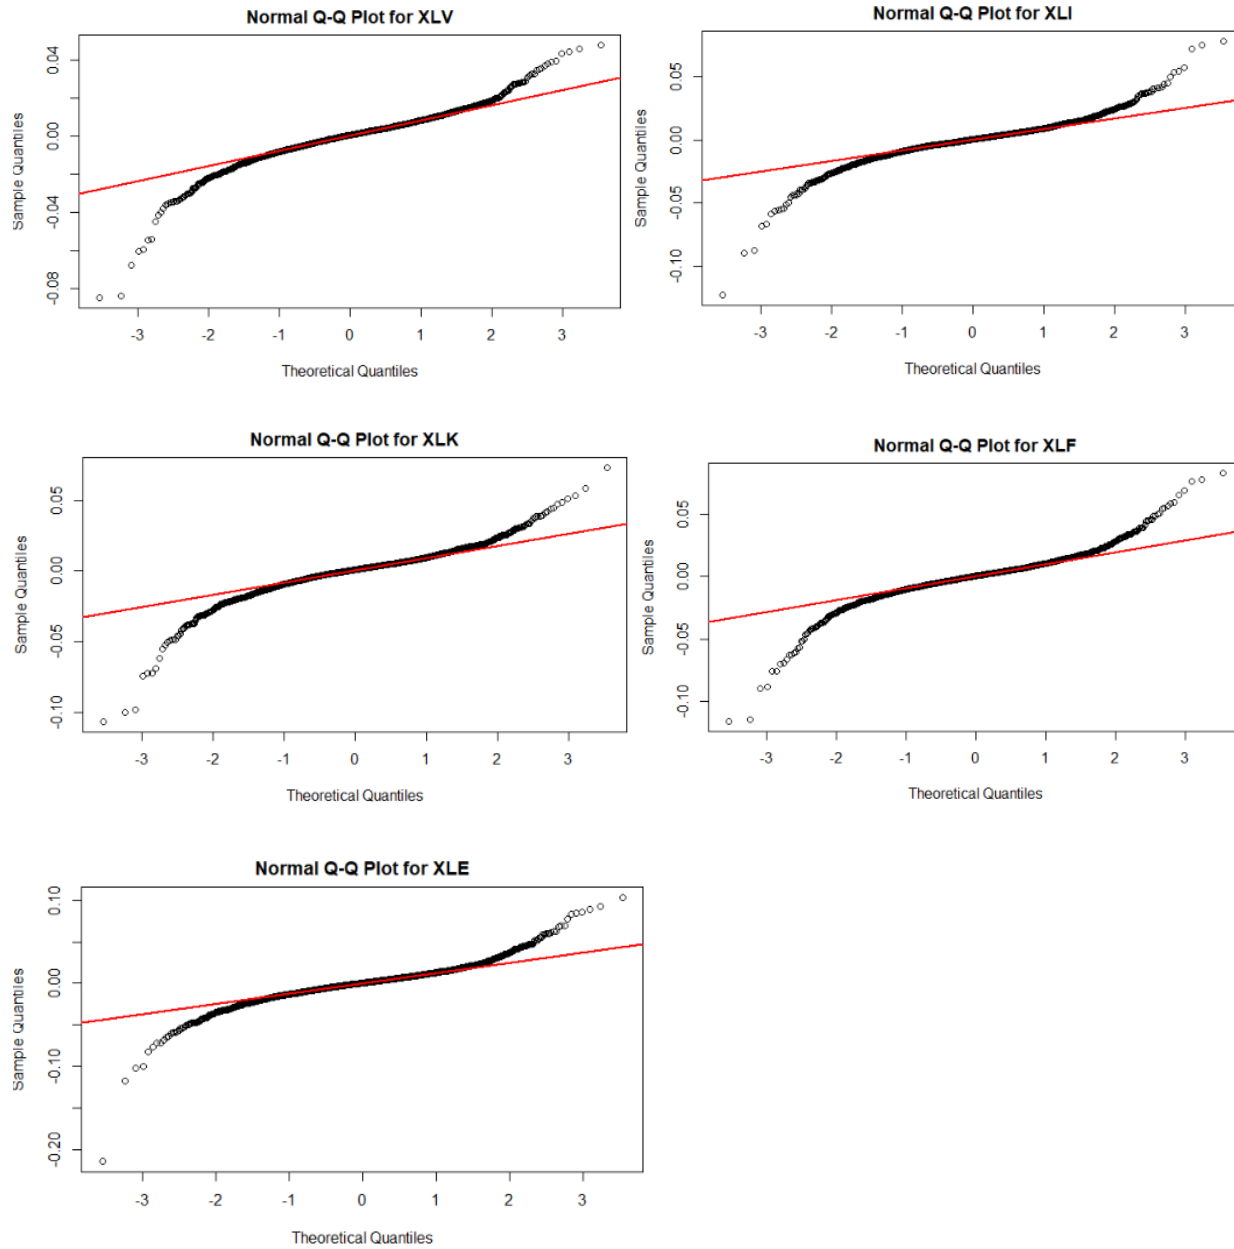 Normal Q-Q Plot for XLV
Sample Quantiles
0.04
0.00
-0.04
-0.08
-3 -2 -1 0 1 2 3
Theoretical Quantiles
Normal Q-Q Plot for XLI
Sample Quantiles
0.05
0.00
-0.05
-0.10
-3 -2 -1 0 1 2 3
Theoretical Quantiles
Normal Q-Q Plot for XLK
Sample Quantiles
0.05
0.00
-0.05
-0.10
-3 -2 -1 0 1 2 3
Theoretical Quantiles
Normal Q-Q Plot for XLF
Sample Quantiles
0.05
0.00
-0.05
-0.10
-3 -2 -1 0 1 2 3
Theoretical Quantiles
Normal Q-Q Plot for XLE
Sample Quantiles
0.10
0.00
-0.10
-0.20
-3 -2 -1 0 1 2 3
Theoretical Quantiles